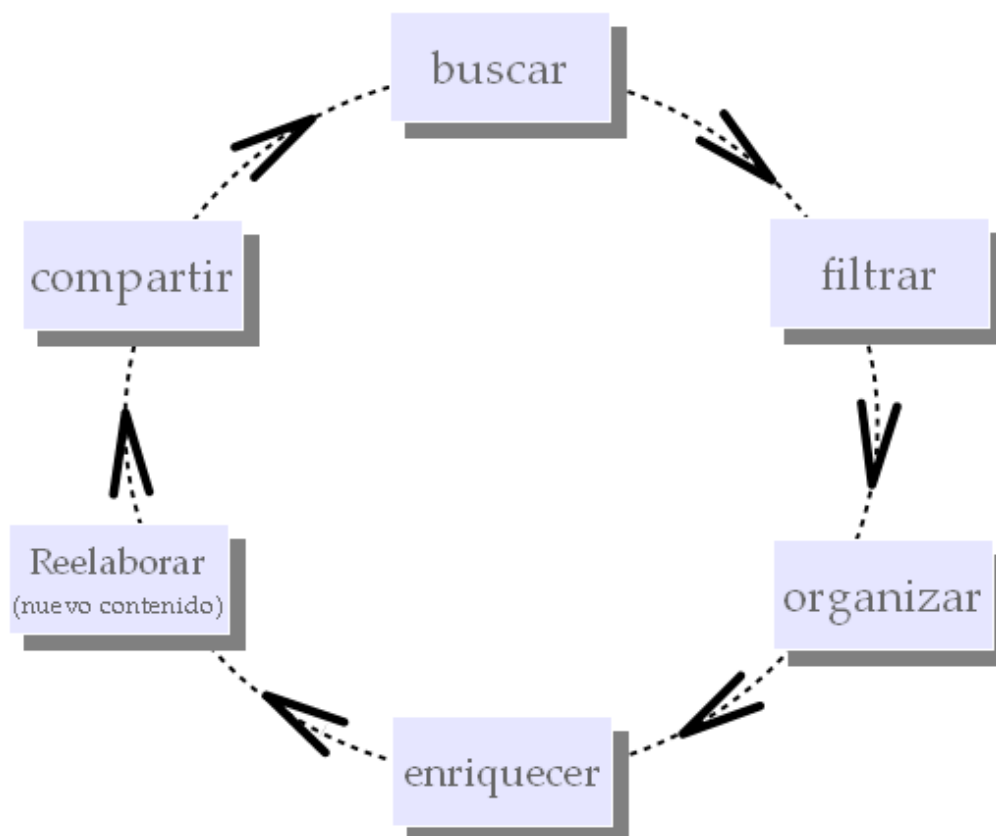 buscar
filtrar
organizar
enriquecer
Reelaborar
(nuevo contenido)
compartir